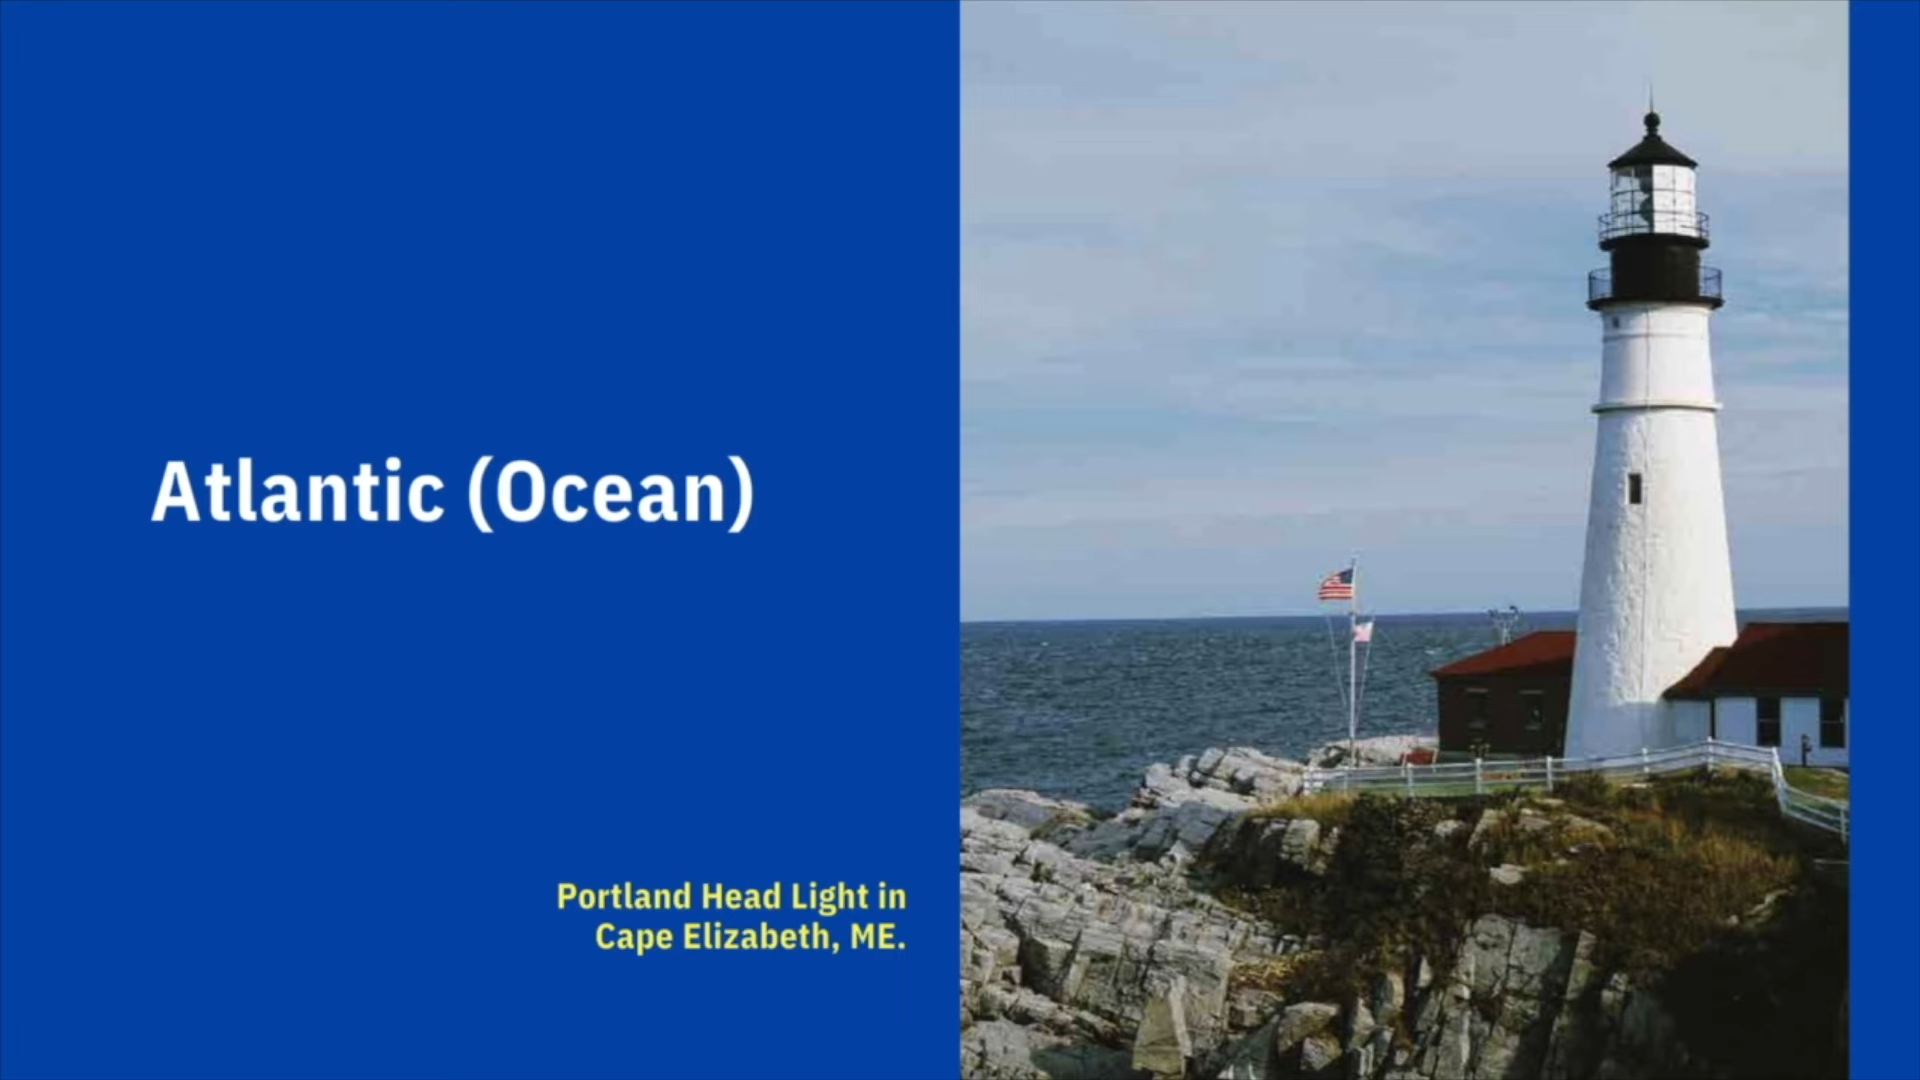 Atlantic (Ocean)
Portland Head Light in
Cape Elizabeth, ME.